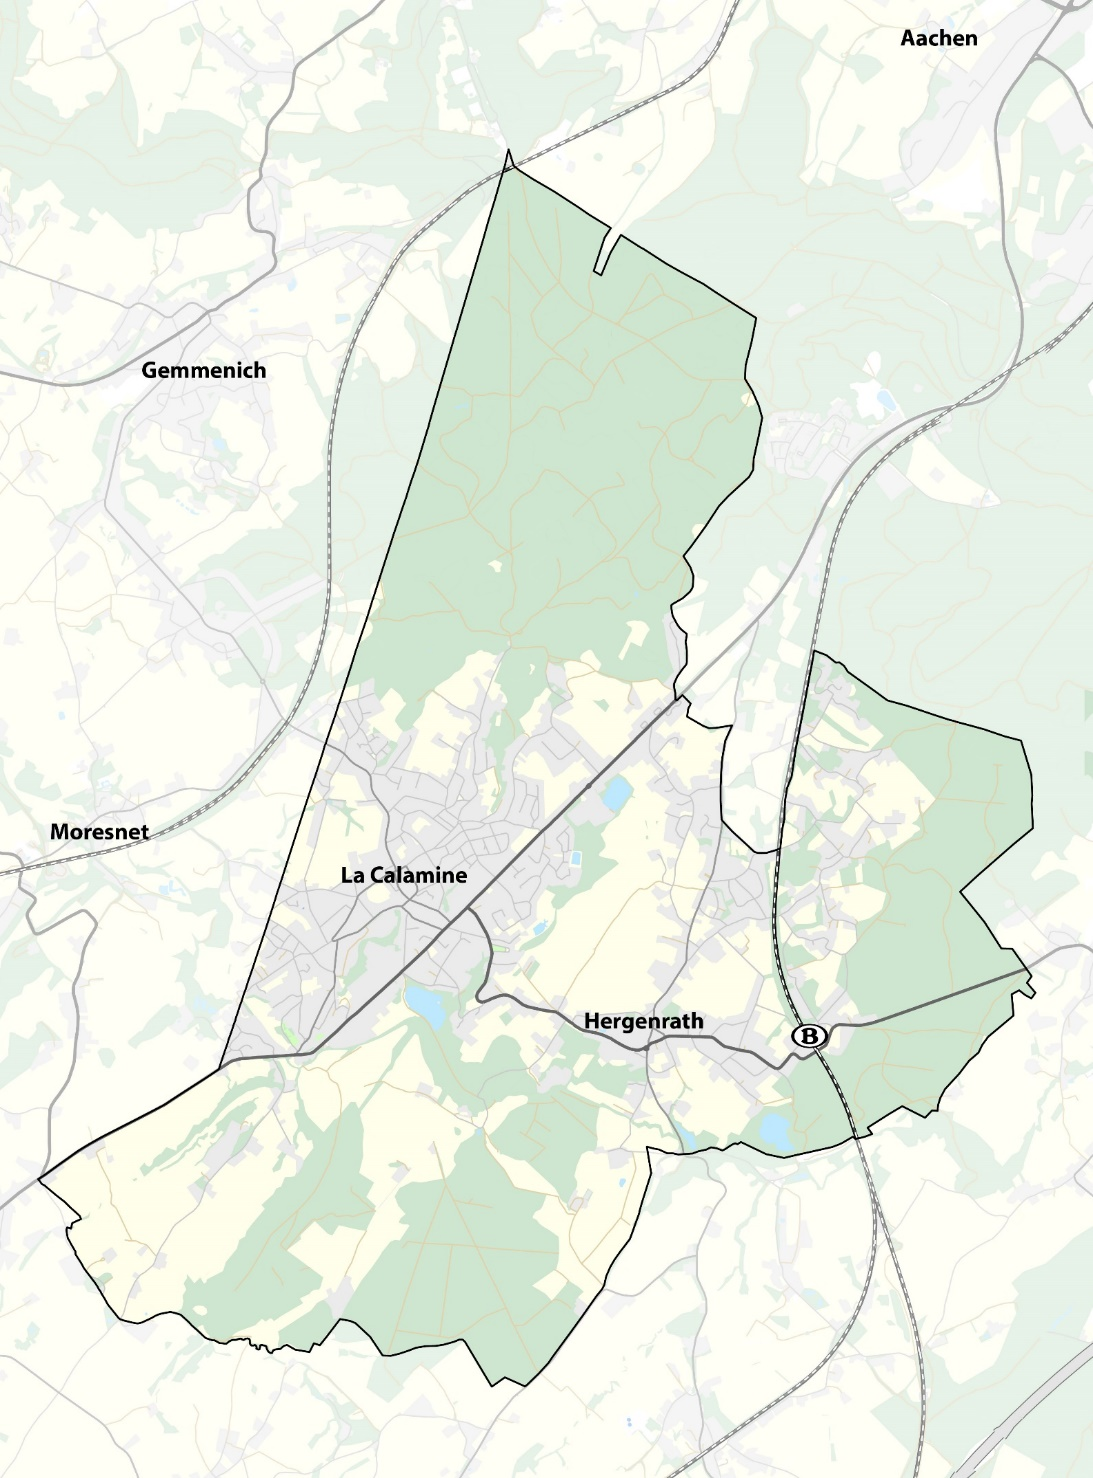 Aachen
Gemmenich
Moresnet
La Calamine
Hergenrath
B